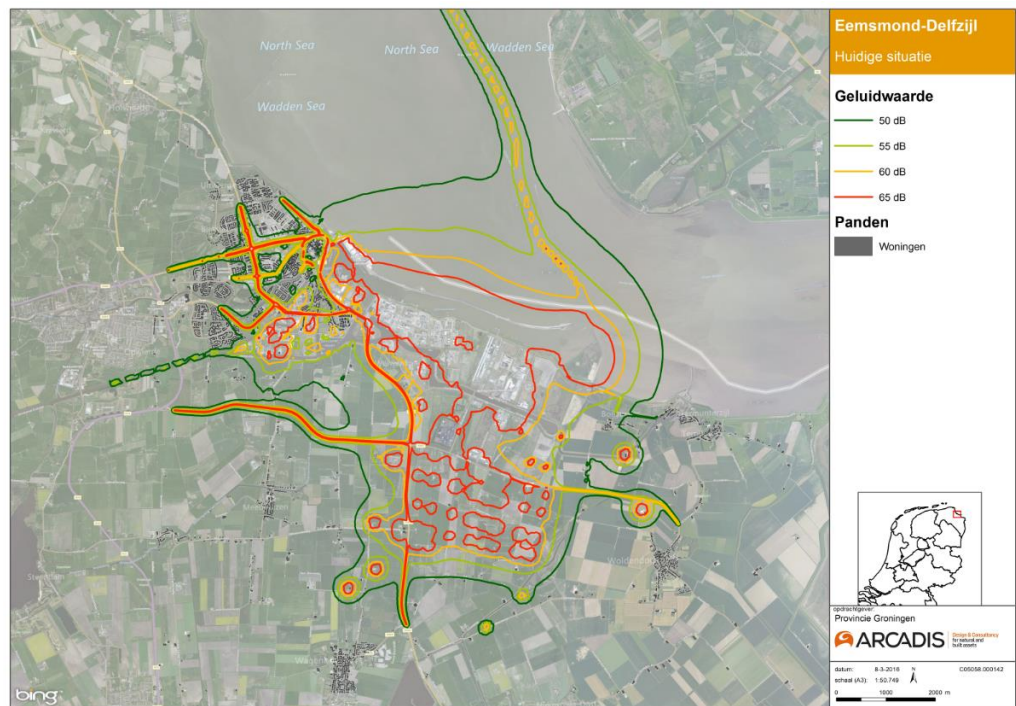 North Sea
North Sea
Wadden Sea
Wadden Sea
bing
Eemsmond-Delfzijl
Huidige situatie
Geluidwaarde
50 dB
55 dB
60 dB
65 dB
Panden
Woningen
opdrachtgever:
Provincie Groningen
ARCADIS
Design & Consultancy
for natural and
built assets
datum: 8-3-2018 N C05058.000142
schaal (A3): 1:50.749
0 1000 2000 m